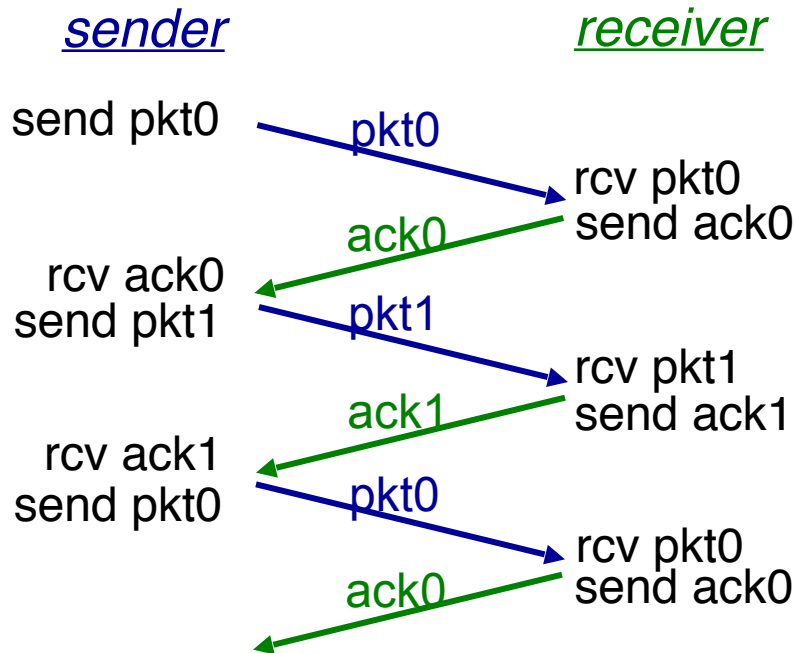 sender
receiver
send pkt0
pkt0
rcv pkt0
send ack0
ack0
rcv ack0
send pkt1
pkt1
rcv pkt1
send ack1
ack1
rcv ack1
send pkt0
pkt0
rcv pkt0
send ack0
ack0